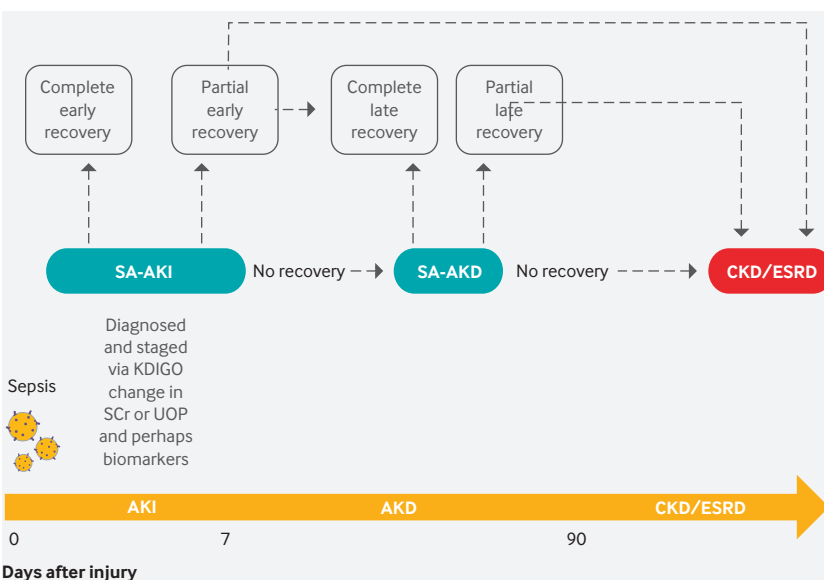 Complete
early
recovery
Partial
early
recovery
Complete
late
recovery
Partial
late
recovery
SA-AKI
No recovery
SA-AKD
No recovery
CKD/ESRD
Diagnosed
and staged
via KDIGO
change in
SCr or UOP
and perhaps
biomarkers
Sepsis
AKI
AKD
CKD/ESRD
0
7
90
Days after injury